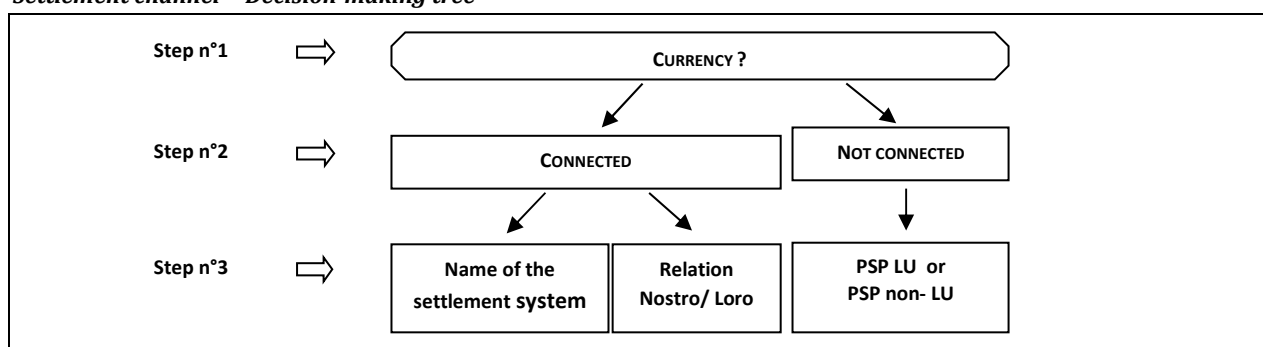 Settlement channel – Decision-making tree
Step n°1
CURRENCY ?
Step n°2
CONNECTED
NOT CONNECTED
Step n°3
Name of the
settlement system
Relation
Nostro/ Loro
PSP LU or
PSP non- LU